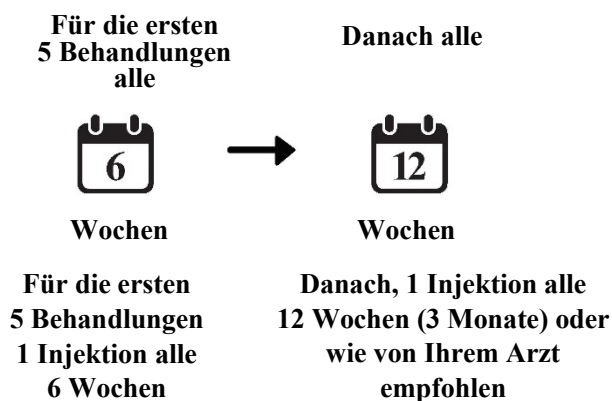 Für die ersten
5 Behandlungen
alle
6
Wochen
Für die ersten
5 Behandlungen
1 Injektion alle
6 Wochen
Danach alle
12
Wochen
Danach, 1 Injektion alle
12 Wochen (3 Monate) oder
wie von Ihrem Arzt
empfohlen